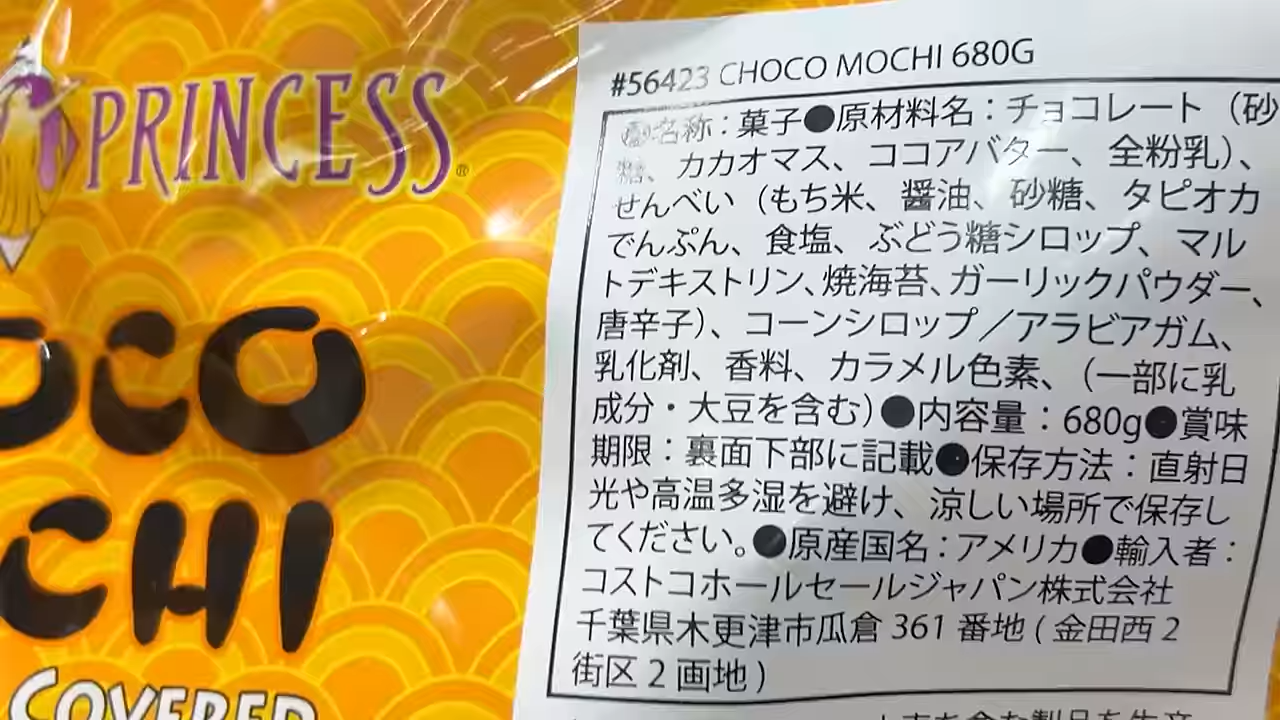 PRINCESS®
OCO
CHI
COVERED
#56423 CHOCO MOCHI 680G
名称：菓子●原材料名：チョコレート（砂
糖、カカオマス、ココアバター、全粉乳）、
せんべい（もち米、醤油、砂糖、タピオカ
でんぷん、食塩、ぶどう糖シロップ、マル
トデキストリン、焼海苔、ガーリックパウダー、
唐辛子）、コーンシロップ／アラビアガム、
乳化剤、香料、カラメル色素、（一部に乳
成分・大豆を含む）●内容量：680g●賞味
期限：裏面下部に記載●保存方法：直射日
光や高温多湿を避け、涼しい場所で保存し
てください。●原産国名：アメリカ●輸入者：
コストコホールセールジャパン株式会社
千葉県木更津市瓜倉 361 番地 ( 金田西 2
街区 2 画地 )